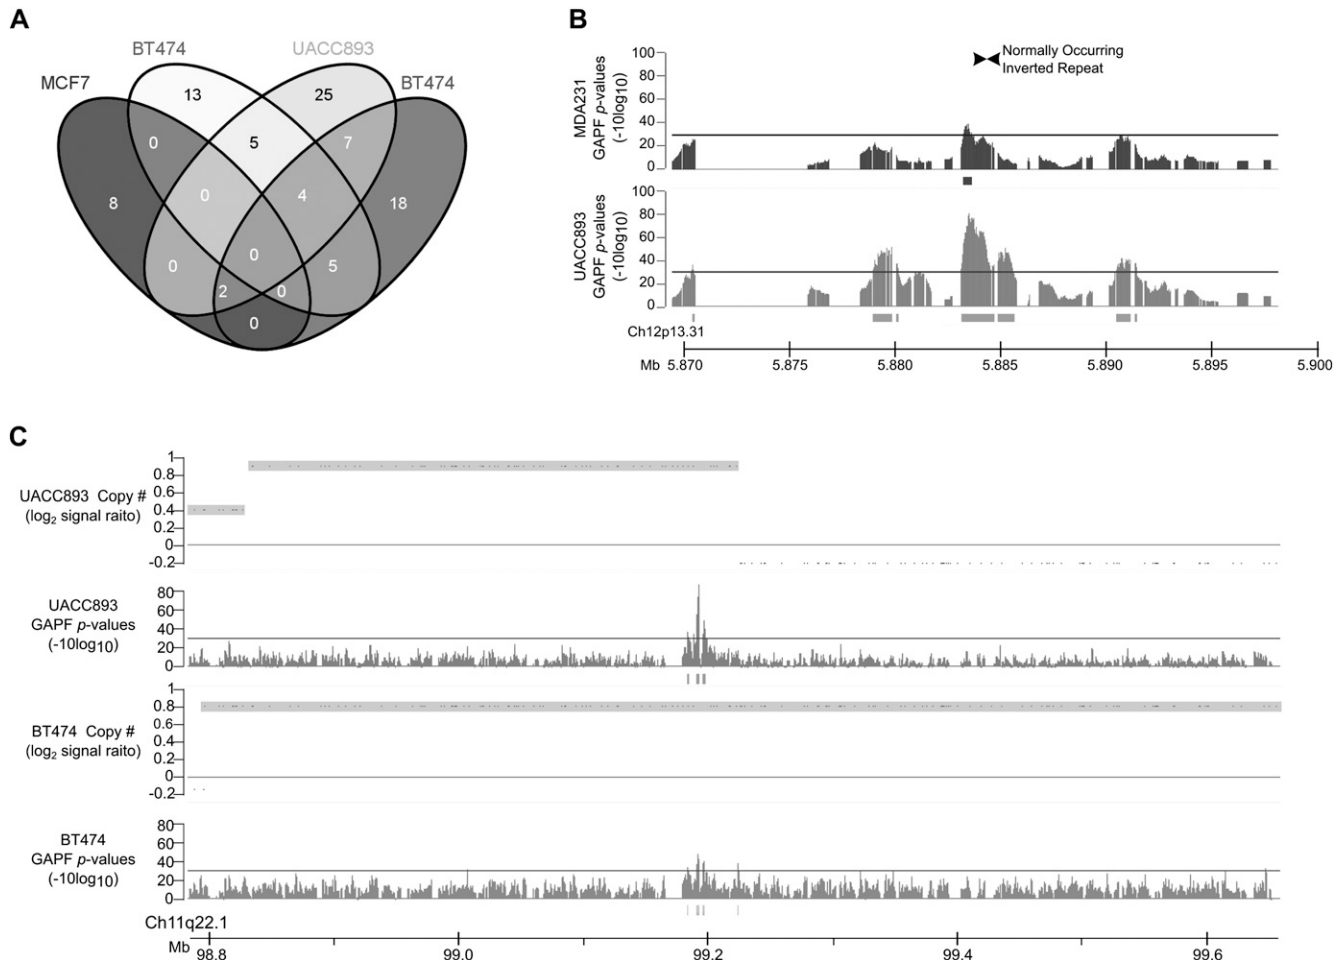 A
BT474
UACC893
MCF7
BT474
13
25
0
5
7
8
0
4
18
0
0
5
2
0
0
B
Normally Occurring
Inverted Repeat
MDA231
GAPF p-values
(-10log10)
100
80
60
40
20
0
UACC893
GAPF p-values
(-10log10)
100
80
60
40
20
0
Ch12p13.31
Mb 5.870 5.875 5.880 5.885 5.890 5.895 5.900
C
UACC893 Copy #
(log2 signal raito)
1
0.8
0.6
0.4
0.2
0
-0.2
UACC893
GAPF p-values
(-10log10)
80
60
40
20
0
BT474 Copy #
(log2 signal raito)
1
0.8
0.6
0.4
0.2
0
-0.2
BT474
GAPF p-values
(-10log10)
80
60
40
20
0
Ch11q22.1
Mb 98.8 99.0 99.2 99.4 99.6